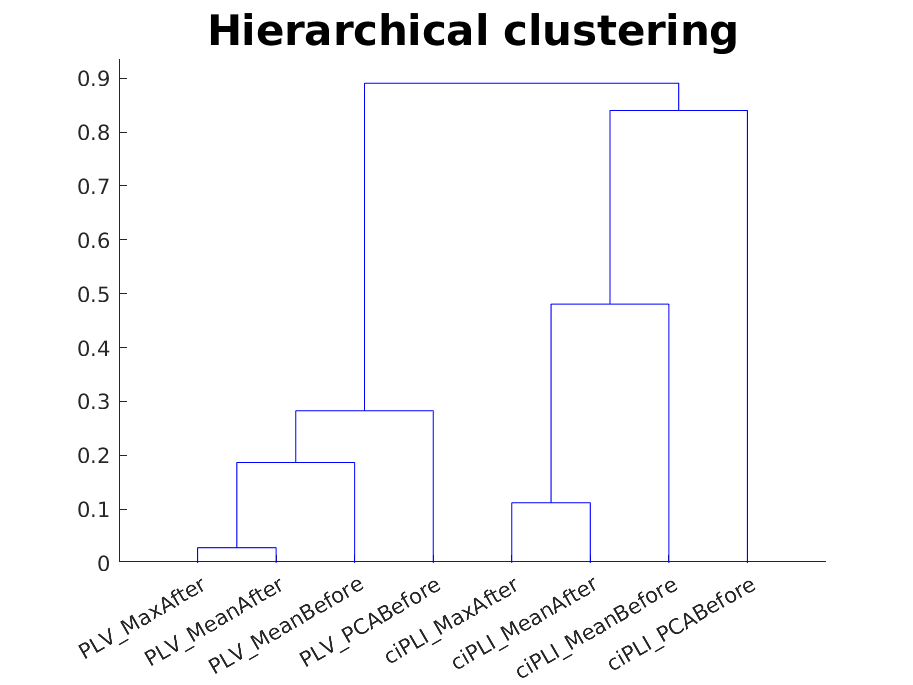 Hierarchical clustering
0.9
0.8
0.7
0.6
0.5
0.4
0.3
0.2
0.1
0
PLV_MaxAfter
PLV_MeanAfter
PLV_MeanBefore
PLV_PCABefore
ciPLI_MaxAfter
ciPLI_MeanAfter
ciPLI_MeanBefore
ciPLI_PCABefore